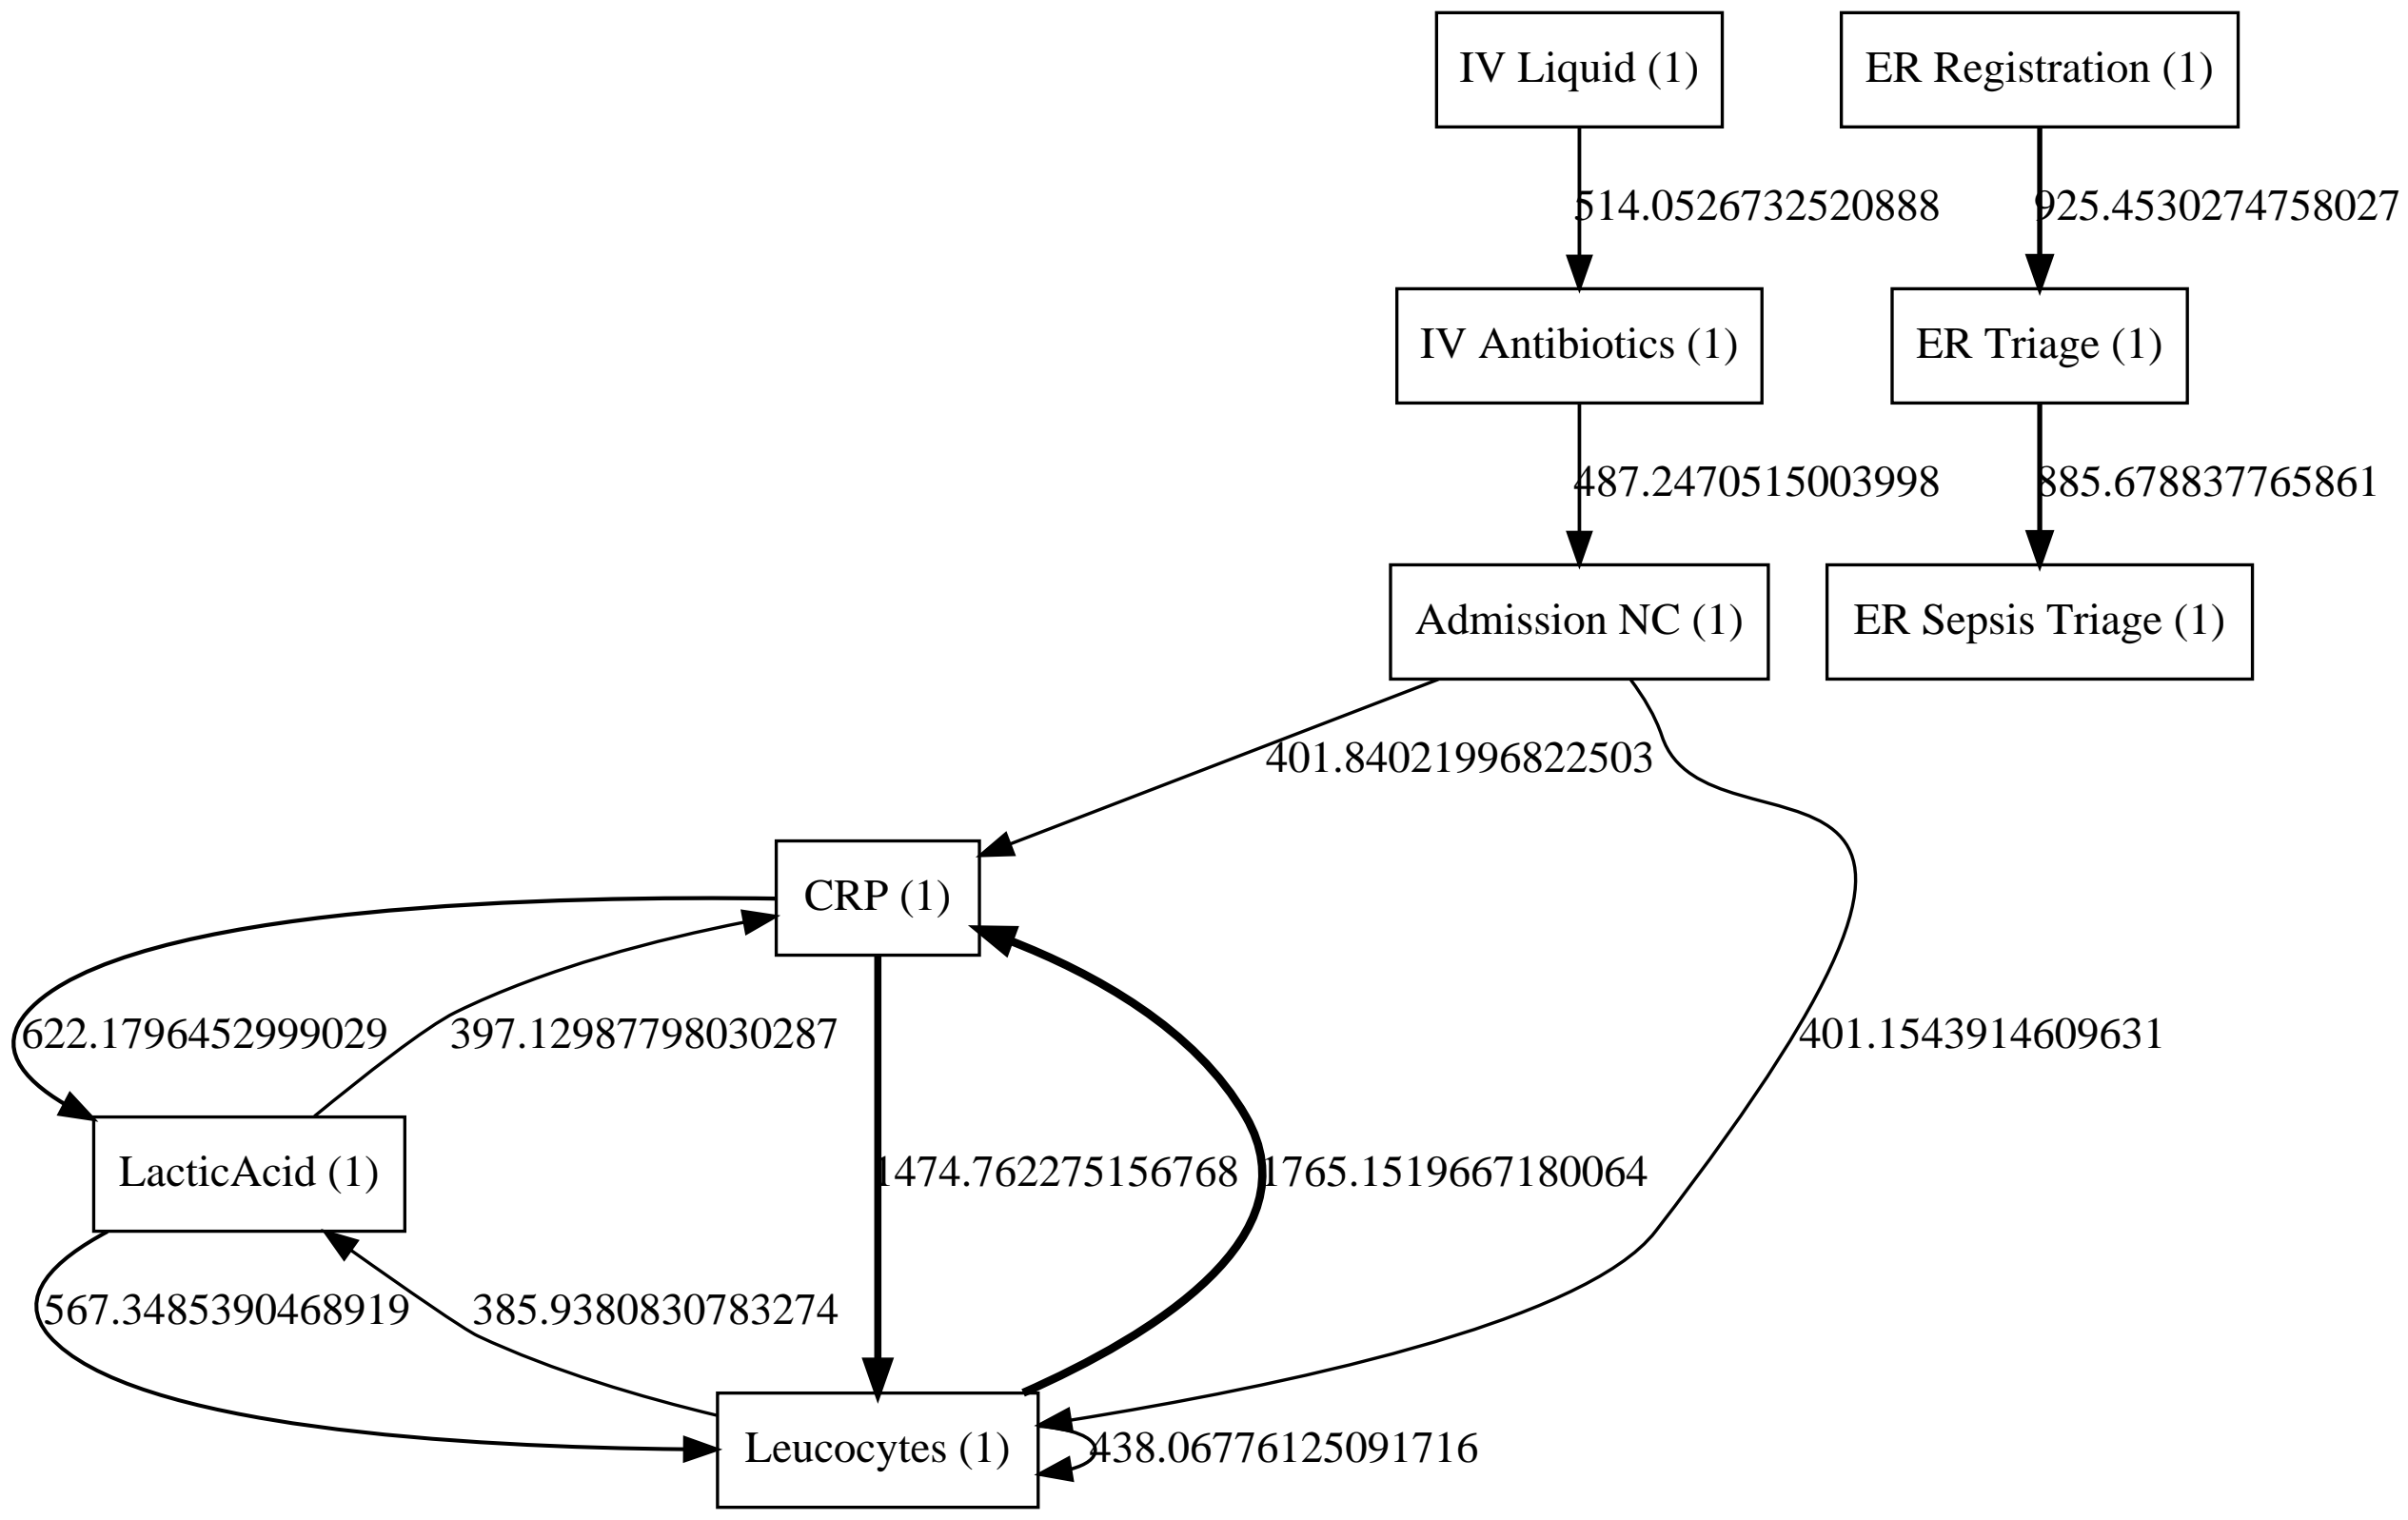 IV Liquid (1)
ER Registration (1)
514.0526732520888
925.4530274758027
IV Antibiotics (1)
ER Triage (1)
487.2470515003998
885.678837765861
Admission NC (1)
ER Sepsis Triage (1)
401.84021996822503
CRP (1)
622.1796452999029
397.12987798030287
401.1543914609631
LacticAcid (1)
1474.762275156768
1765.1519667180064
567.3485390468919
385.9380830783274
Leucocytes (1)
438.06776125091716